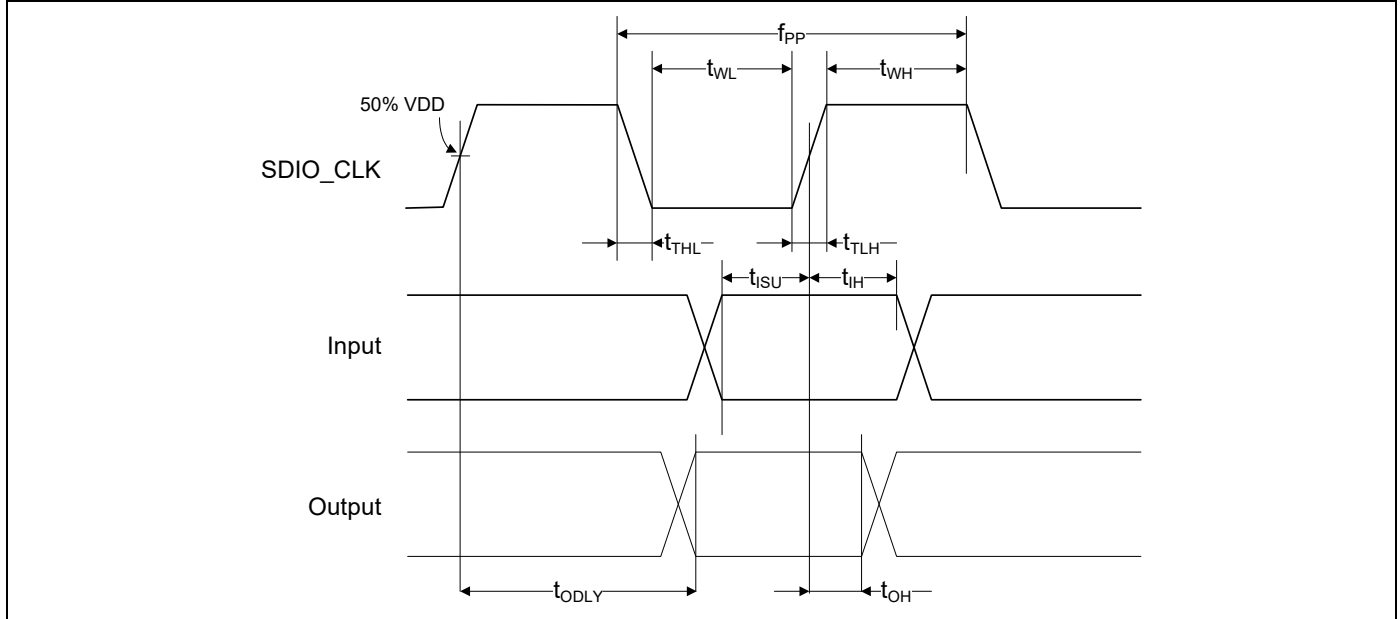 fPP
tWL
tWH
50% VDD
SDIO_CLK
tTHL
tTLH
tISU
tIH
Input
Output
tODLY
tOH